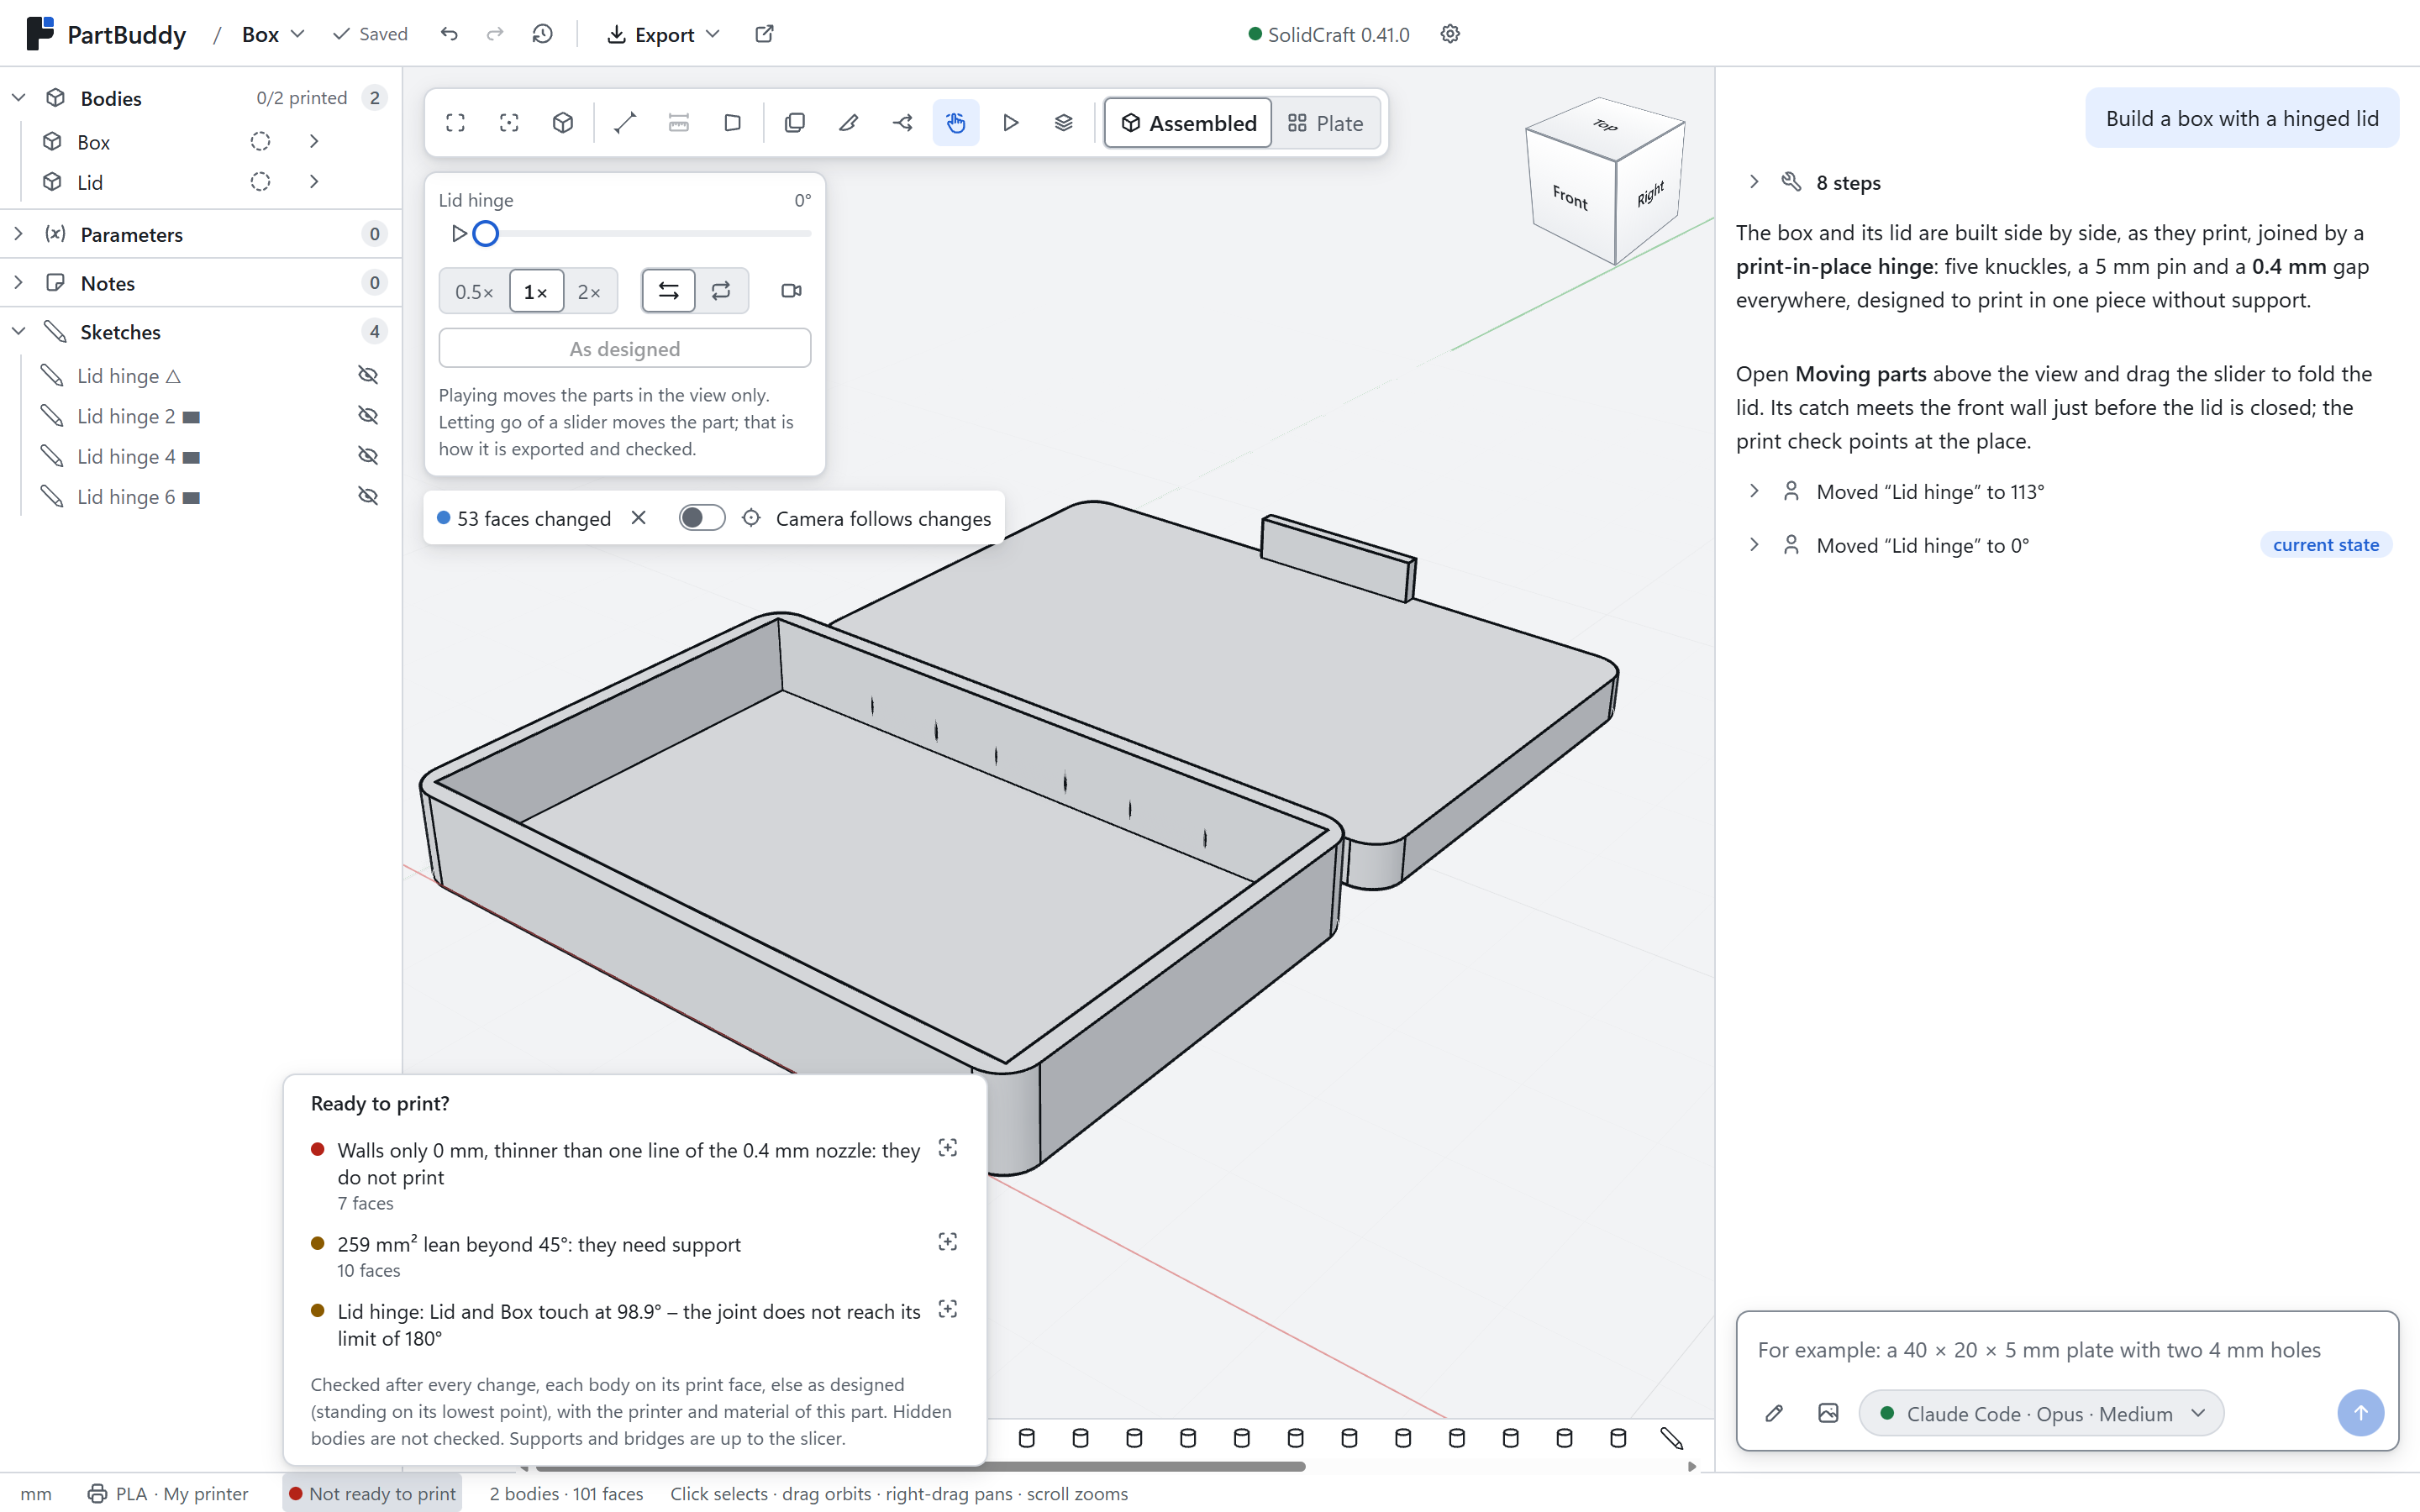 PartBuddy / Box Saved Export SolidCraft 0.41.0
Bodies 0/2 printed 2
Box
Lid
Parameters 0
Notes 0
Sketches 4
Lid hinge
Lid hinge 2
Lid hinge 4
Lid hinge 6
Assembled Plate
Lid hinge 0°
0.5× 1× 2×
As designed
Playing moves the parts in the view only.
Letting go of a slider moves the part; that is
how it is exported and checked.
53 faces changed Camera follows changes
Top
Front
Right
Ready to print?
Walls only 0 mm, thinner than one line of the 0.4 mm nozzle: they
do not print
7 faces
259 mm² lean beyond 45°: they need support
10 faces
Lid hinge: Lid and Box touch at 98.9° – the joint does not reach its
limit of 180°
Checked after every change, each body on its print face, else as designed
(standing on its lowest point), with the printer and material of this part. Hidden
bodies are not checked. Supports and bridges are up to the slicer.
Build a box with a hinged lid
8 steps
The box and its lid are built side by side, as they print, joined by a
print-in-place hinge: five knuckles, a 5 mm pin and a 0.4 mm gap
everywhere, designed to print in one piece without support.
Open Moving parts above the view and drag the slider to fold the
lid. Its catch meets the front wall just before the lid is closed; the
print check points at the place.
Moved “Lid hinge” to 113°
Moved “Lid hinge” to 0° current state
For example: a 40 × 20 × 5 mm plate with two 4 mm holes
Claude Code · Opus · Medium
mm PLA · My printer Not ready to print 2 bodies · 101 faces Click selects · drag orbits · right-drag pans · scroll zooms